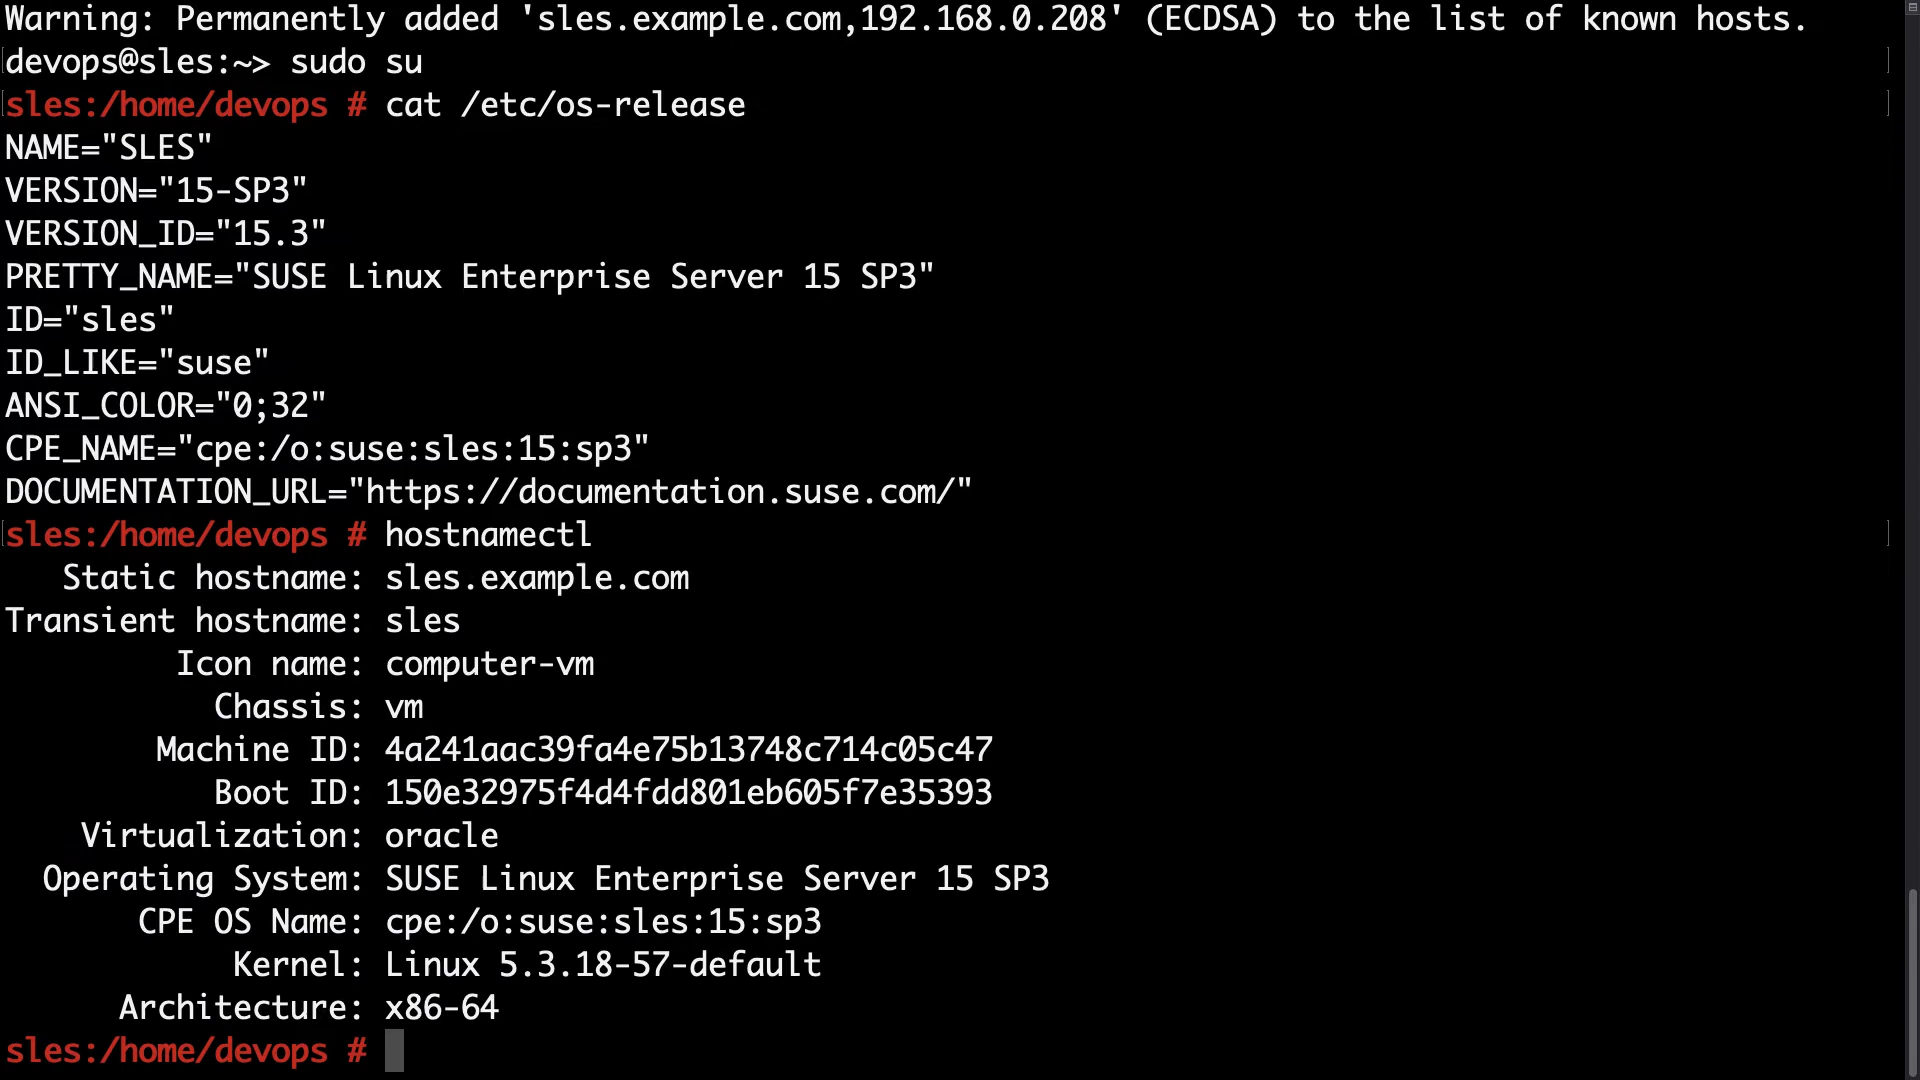 Warning: Permanently added 'sles.example.com,192.168.0.208' (ECDSA) to the list of known hosts.
devops@sles:~> sudo su
sles:/home/devops # cat /etc/os-release
NAME="SLES"
VERSION="15-SP3"
VERSION_ID="15.3"
PRETTY_NAME="SUSE Linux Enterprise Server 15 SP3"
ID="sles"
ID_LIKE="suse"
ANSI_COLOR="0;32"
CPE_NAME="cpe:/o:suse:sles:15:sp3"
DOCUMENTATION_URL="https://documentation.suse.com/"
sles:/home/devops # hostnamectl
Static hostname: sles.example.com
Transient hostname: sles
Icon name: computer-vm
Chassis: vm
Machine ID: 4a241aac39fa4e75b13748c714c05c47
Boot ID: 150e32975f4d4fdd801eb605f7e35393
Virtualization: oracle
Operating System: SUSE Linux Enterprise Server 15 SP3
CPE OS Name: cpe:/o:suse:sles:15:sp3
Kernel: Linux 5.3.18-57-default
Architecture: x86-64
sles:/home/devops #